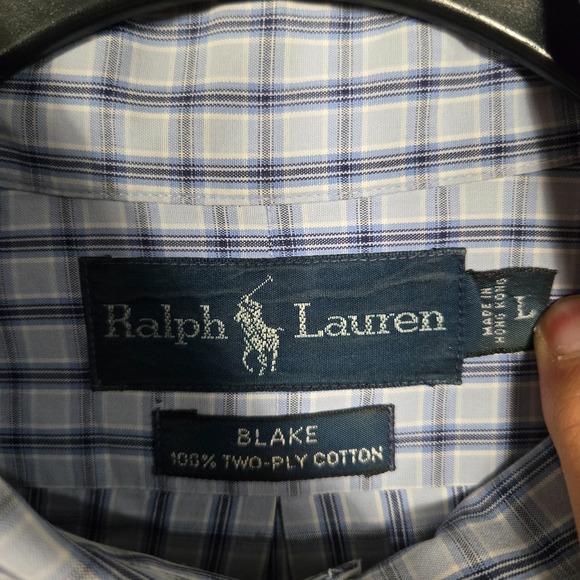 Ralph Lauren
MADE IN
HONG KONG
L
BLAKE
100% TWO-PLY COTTON